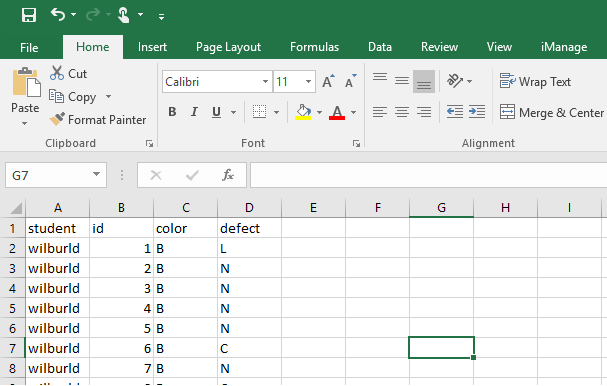 File Home Insert Page Layout Formulas Data Review View iManage
Cut
Copy
Format Painter
Paste
Calibri 11 A A
B I U A
Wrap Text
Merge & Center
Clipboard Font Alignment
G7 fx
A B C D E F G H I
1 student id color defect
2 wilburld 1 B L
3 wilburld 2 B N
4 wilburld 3 B N
5 wilburld 4 B N
6 wilburld 5 B N
7 wilburld 6 B C
8 wilburld 7 B N